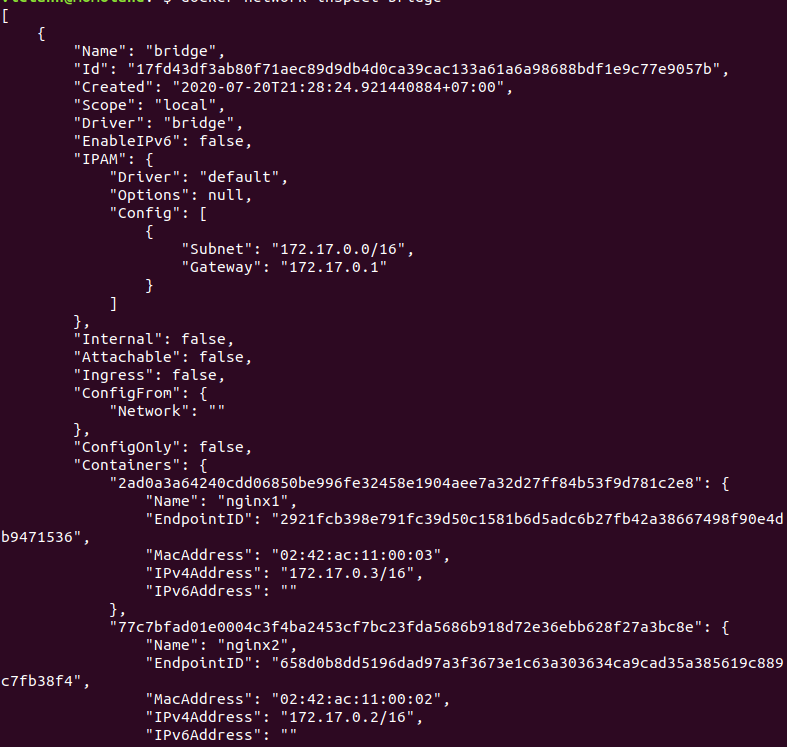 $ docker network inspect bridge
[
    {
        "Name": "bridge",
        "Id": "17fd43df3ab80f71aec89d9db4d0ca39cac133a61a6a98688bdf1e9c77e9057b",
        "Created": "2020-07-20T21:28:24.921440884+07:00",
        "Scope": "local",
        "Driver": "bridge",
        "EnableIPv6": false,
        "IPAM": {
            "Driver": "default",
            "Options": null,
            "Config": [
                {
                    "Subnet": "172.17.0.0/16",
                    "Gateway": "172.17.0.1"
                }
            ]
        },
        "Internal": false,
        "Attachable": false,
        "Ingress": false,
        "ConfigFrom": {
            "Network": ""
        },
        "ConfigOnly": false,
        "Containers": {
            "2ad0a3a64240cdd06850be996fe32458e1904aee7a32d27ff84b53f9d781c2e8": {
                "Name": "nginx1",
                "EndpointID": "2921fcb398e791fc39d50c1581b6d5adc6b27fb42a38667498f90e4d
b9471536",
                "MacAddress": "02:42:ac:11:00:03",
                "IPv4Address": "172.17.0.3/16",
                "IPv6Address": ""
            },
            "77c7bfad01e0004c3f4ba2453cf7bc23fda5686b918d72e36ebb628f27a3bc8e": {
                "Name": "nginx2",
                "EndpointID": "658d0b8dd5196dad97a3f3673e1c63a303634ca9cad35a385619c889
c7fb38f4",
                "MacAddress": "02:42:ac:11:00:02",
                "IPv4Address": "172.17.0.2/16",
                "IPv6Address": ""